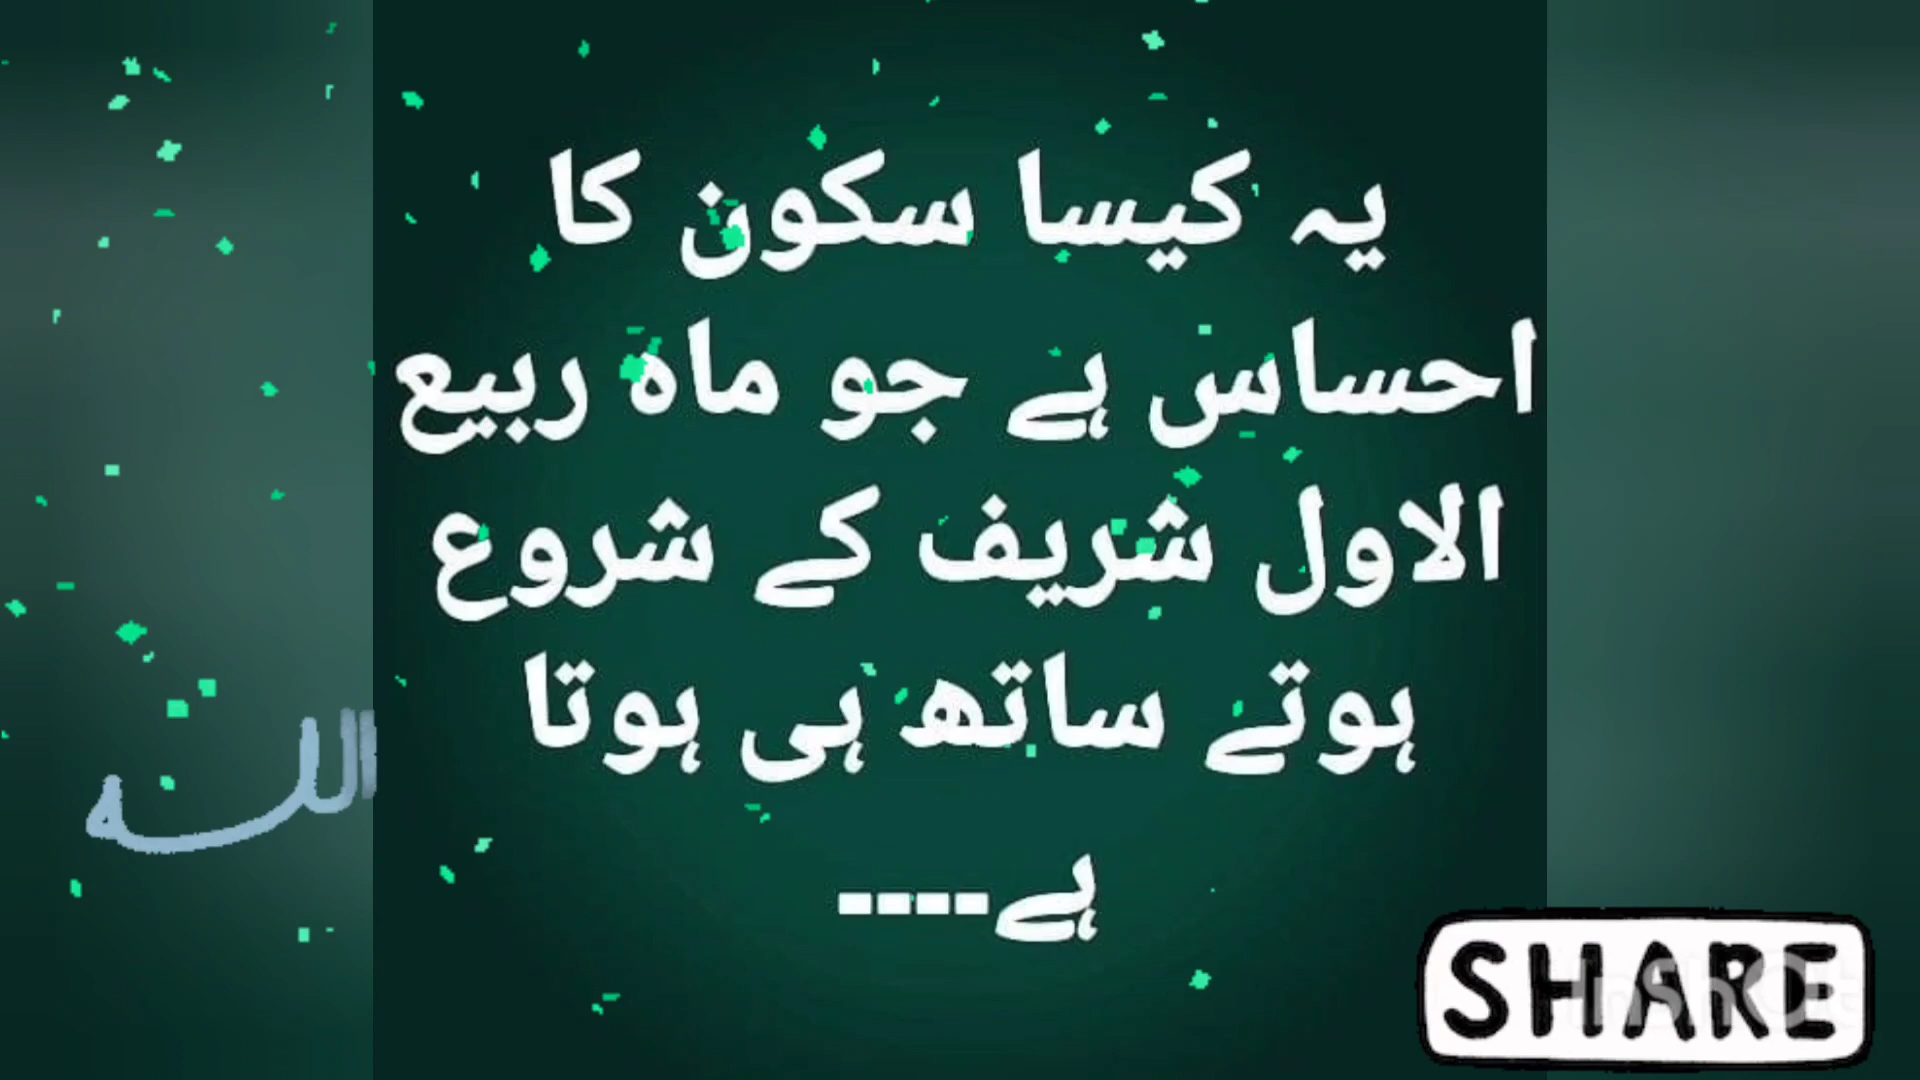 یہ کیسا سکون کا
احساس ہے جو ماہ ربیع
الاول شریف کے شروع
ہوتے ساتھ ہی ہوتا
ہے----
اللہ
SHARE
InShOt